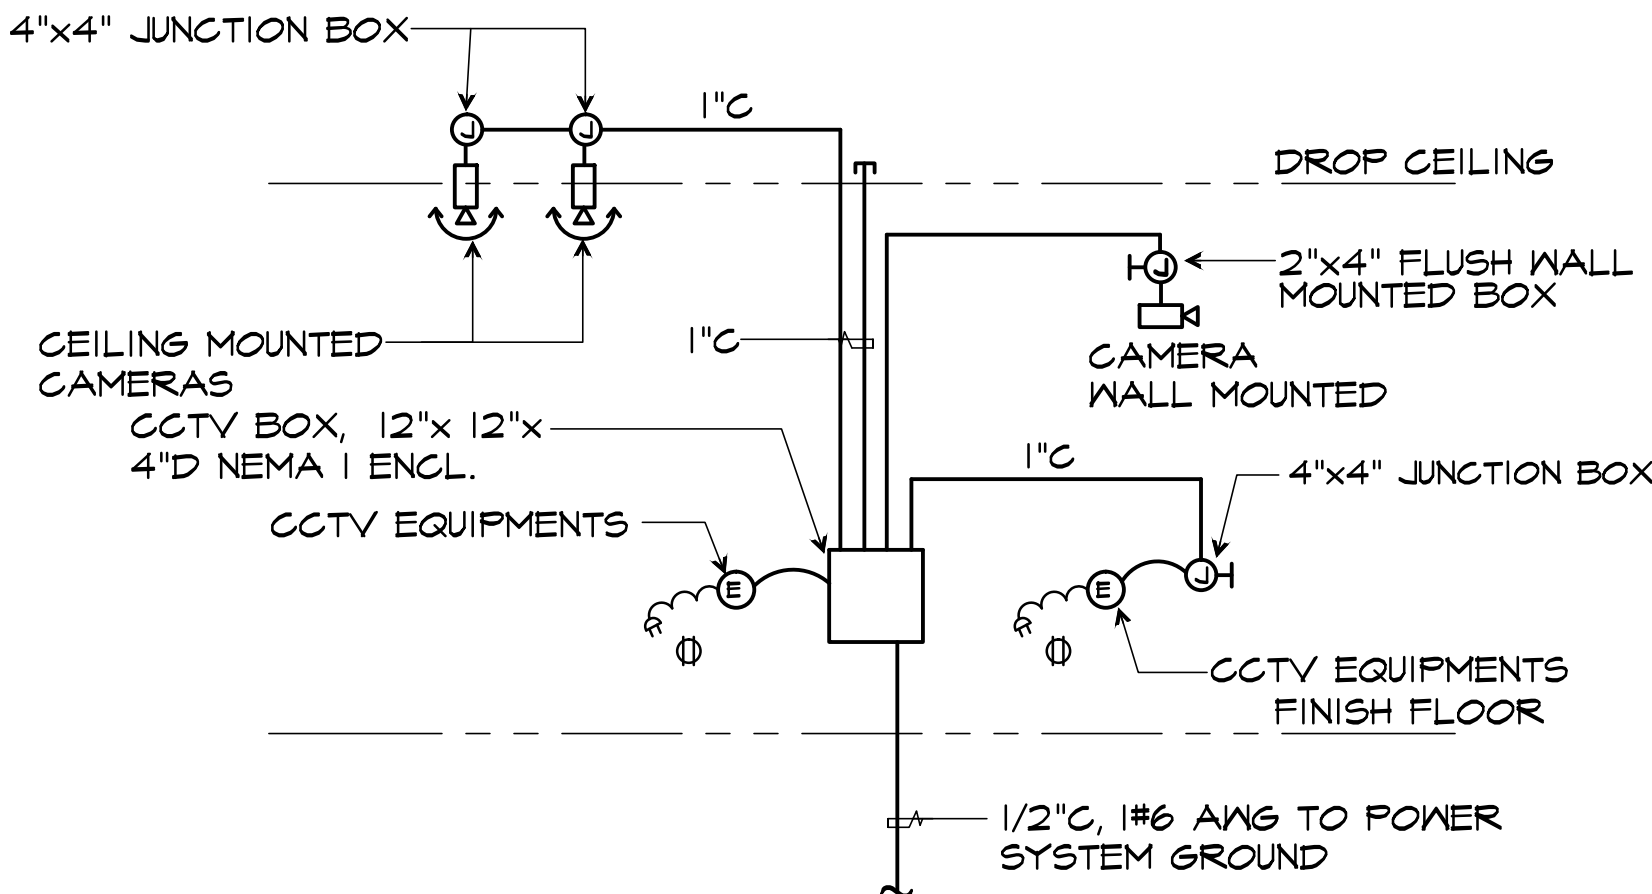 4"x4" JUNCTION BOX
1"C
J
J
DROP CEILING
2"x4" FLUSH WALL
MOUNTED BOX
J
CEILING MOUNTED
CAMERAS
1"C
CAMERA
WALL MOUNTED
CCTV BOX, 12"x 12"x
4"D NEMA 1 ENCL.
1"C
4"x4" JUNCTION BOX
CCTV EQUIPMENTS
E
E
J
CCTV EQUIPMENTS
FINISH FLOOR
1/2"C, 1#6 AWG TO POWER
SYSTEM GROUND